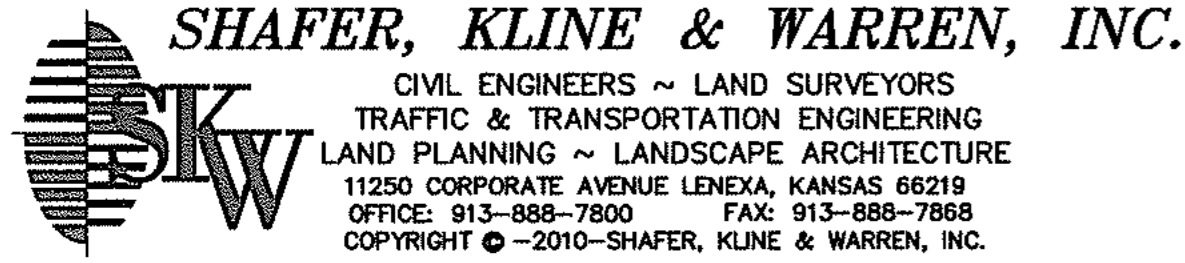 SHAFER, KLINE & WARREN, INC.
SKW
CIVIL ENGINEERS ~ LAND SURVEYORS
TRAFFIC & TRANSPORTATION ENGINEERING
LAND PLANNING ~ LANDSCAPE ARCHITECTURE
11250 CORPORATE AVENUE LENEXA, KANSAS 66219
OFFICE: 913-888-7800 FAX: 913-888-7868
COPYRIGHT © -2010-SHAFER, KLINE & WARREN, INC.